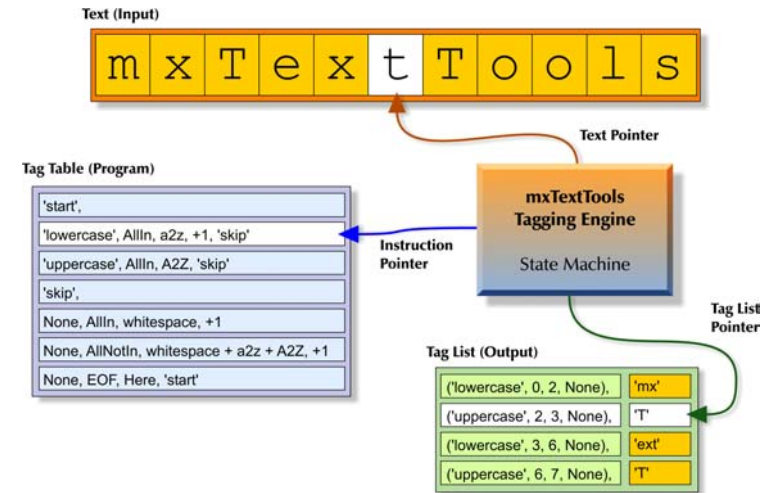 Text (Input)
m x T e x t T o o l s
Text Pointer
Tag Table (Program)
'start',
'lowercase', AllIn, a2z, +1, 'skip'
'uppercase', AllIn, A2Z, 'skip'
'skip',
None, AllIn, whitespace, +1
None, AllNotIn, whitespace + a2z + A2Z, +1
None, EOF, Here, 'start'
Instruction
Pointer
mxTextTools
Tagging Engine
State Machine
Tag List
Pointer
Tag List (Output)
('lowercase', 0, 2, None), 'mx'
('uppercase', 2, 3, None), 'T'
('lowercase', 3, 6, None), 'ext'
('uppercase', 6, 7, None), 'T'